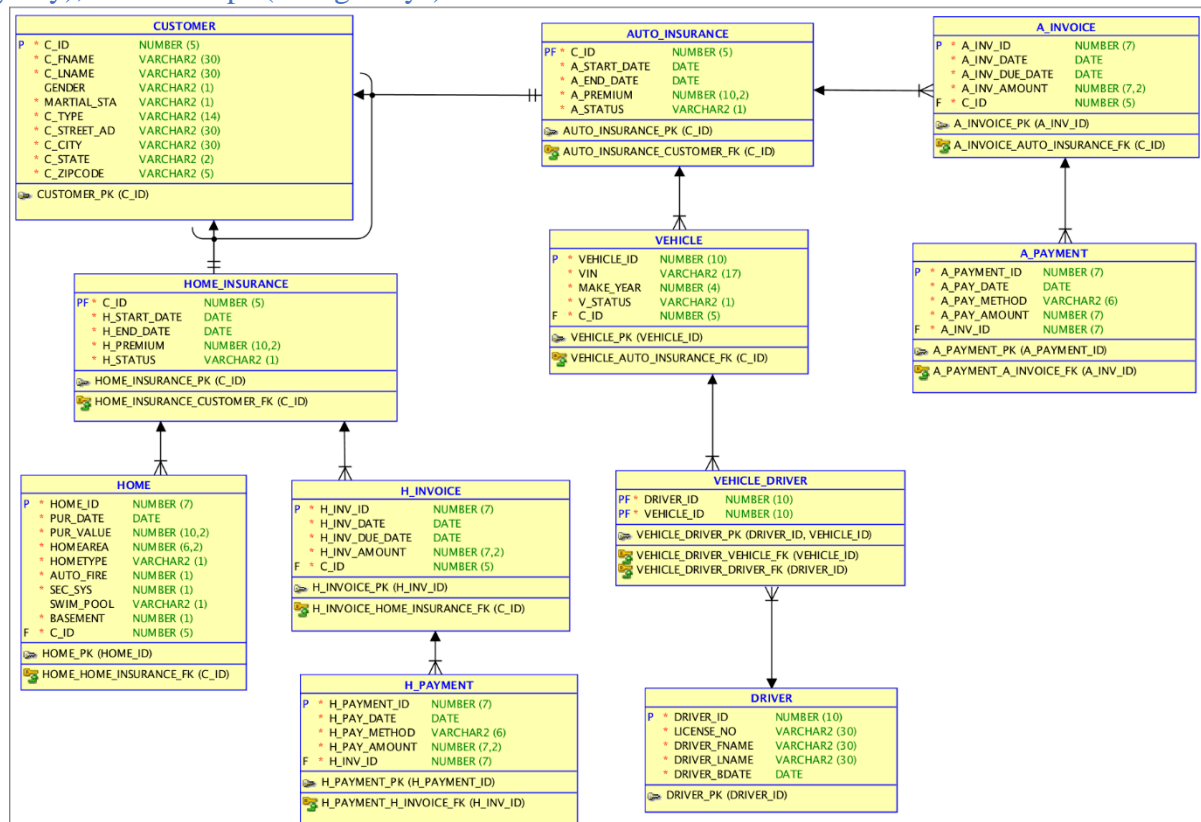 CUSTOMER
P * C_ID NUMBER (5)
* C_FNAME VARCHAR2 (30)
* C_LNAME VARCHAR2 (30)
GENDER VARCHAR2 (1)
* MARTIAL_STA VARCHAR2 (1)
* C_TYPE VARCHAR2 (14)
* C_STREET_AD VARCHAR2 (30)
* C_CITY VARCHAR2 (30)
* C_STATE VARCHAR2 (2)
* C_ZIPCODE VARCHAR2 (5)
CUSTOMER_PK (C_ID)
AUTO_INSURANCE
PF * C_ID NUMBER (5)
* A_START_DATE DATE
* A_END_DATE DATE
* A_PREMIUM NUMBER (10,2)
* A_STATUS VARCHAR2 (1)
AUTO_INSURANCE_PK (C_ID)
AUTO_INSURANCE_CUSTOMER_FK (C_ID)
A_INVOICE
P * A_INV_ID NUMBER (7)
* A_INV_DATE DATE
* A_INV_DUE_DATE DATE
* A_INV_AMOUNT NUMBER (7,2)
F * C_ID NUMBER (5)
A_INVOICE_PK (A_INV_ID)
A_INVOICE_AUTO_INSURANCE_FK (C_ID)
HOME_INSURANCE
PF * C_ID NUMBER (5)
* H_START_DATE DATE
* H_END_DATE DATE
* H_PREMIUM NUMBER (10,2)
* H_STATUS VARCHAR2 (1)
HOME_INSURANCE_PK (C_ID)
HOME_INSURANCE_CUSTOMER_FK (C_ID)
VEHICLE
P * VEHICLE_ID NUMBER (10)
* VIN VARCHAR2 (17)
* MAKE_YEAR NUMBER (4)
* V_STATUS VARCHAR2 (1)
F * C_ID NUMBER (5)
VEHICLE_PK (VEHICLE_ID)
VEHICLE_AUTO_INSURANCE_FK (C_ID)
A_PAYMENT
P * A_PAYMENT_ID NUMBER (7)
* A_PAY_DATE DATE
* A_PAY_METHOD VARCHAR2 (6)
* A_PAY_AMOUNT NUMBER (7)
F * A_INV_ID NUMBER (7)
A_PAYMENT_PK (A_PAYMENT_ID)
A_PAYMENT_A_INVOICE_FK (A_INV_ID)
HOME
P * HOME_ID NUMBER (7)
* PUR_DATE DATE
* PUR_VALUE NUMBER (10,2)
* HOMEAREA NUMBER (6,2)
* HOMETYPE VARCHAR2 (1)
* AUTO_FIRE NUMBER (1)
* SEC_SYS NUMBER (1)
SWIM_POOL VARCHAR2 (1)
* BASEMENT NUMBER (1)
F * C_ID NUMBER (5)
HOME_PK (HOME_ID)
HOME_HOME_INSURANCE_FK (C_ID)
H_INVOICE
P * H_INV_ID NUMBER (7)
* H_INV_DATE DATE
* H_INV_DUE_DATE DATE
* H_INV_AMOUNT NUMBER (7,2)
F * C_ID NUMBER (5)
H_INVOICE_PK (H_INV_ID)
H_INVOICE_HOME_INSURANCE_FK (C_ID)
VEHICLE_DRIVER
PF * DRIVER_ID NUMBER (10)
PF * VEHICLE_ID NUMBER (10)
VEHICLE_DRIVER_PK (DRIVER_ID, VEHICLE_ID)
VEHICLE_DRIVER_VEHICLE_FK (VEHICLE_ID)
VEHICLE_DRIVER_DRIVER_FK (DRIVER_ID)
H_PAYMENT
P * H_PAYMENT_ID NUMBER (7)
* H_PAY_DATE DATE
* H_PAY_METHOD VARCHAR2 (6)
* H_PAY_AMOUNT NUMBER (7,2)
F * H_INV_ID NUMBER (7)
H_PAYMENT_PK (H_PAYMENT_ID)
H_PAYMENT_H_INVOICE_FK (H_INV_ID)
DRIVER
P * DRIVER_ID NUMBER (10)
* LICENSE_NO VARCHAR2 (30)
* DRIVER_FNAME VARCHAR2 (30)
* DRIVER_LNAME VARCHAR2 (30)
* DRIVER_BDATE DATE
DRIVER_PK (DRIVER_ID)